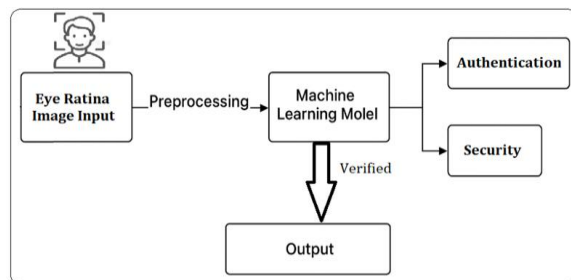 Eye Ratina
Image Input
Preprocessing
Machine
Learning Molel
Authentication
Security
Verified
Output